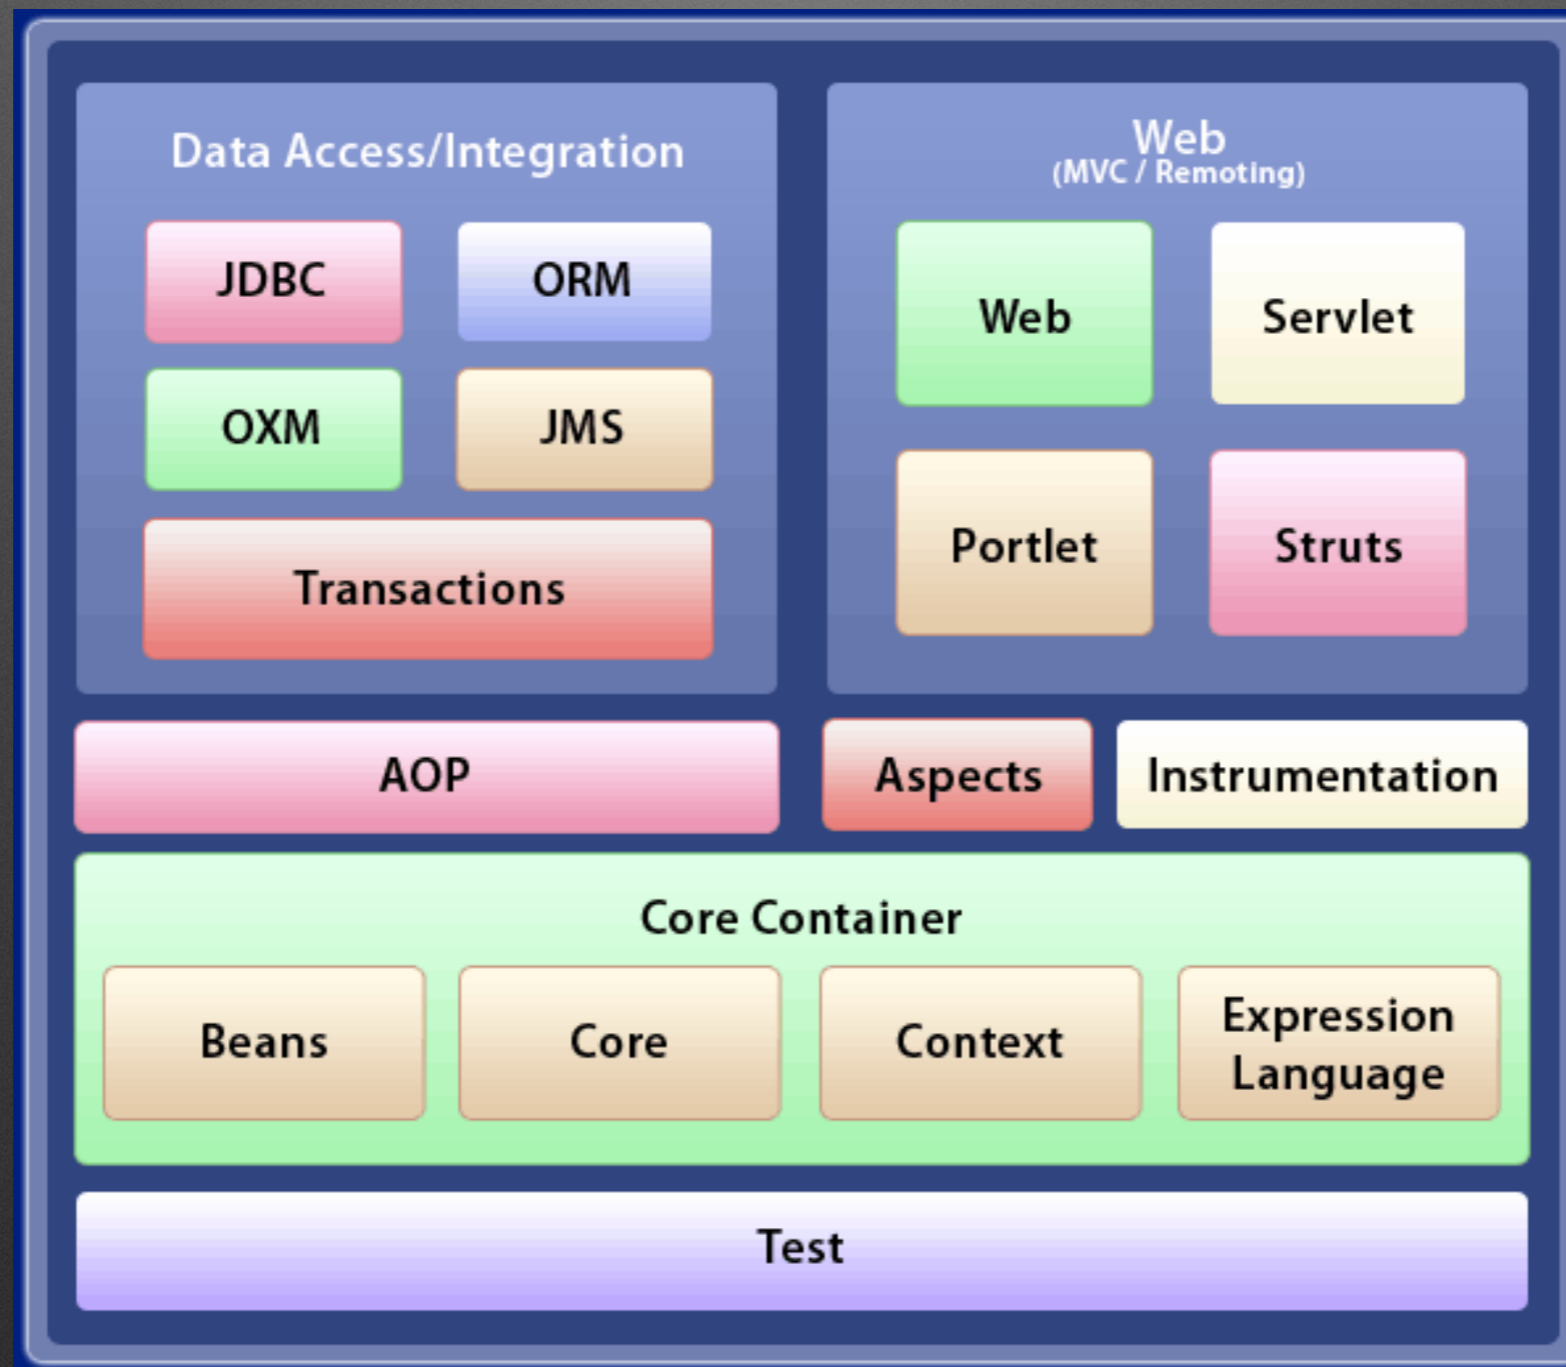 Data Access/Integration
JDBC
ORM
OXM
JMS
Transactions
Web
(MVC / Remoting)
Web
Servlet
Portlet
Struts
AOP
Aspects
Instrumentation
Core Container
Beans
Core
Context
Expression
Language
Test